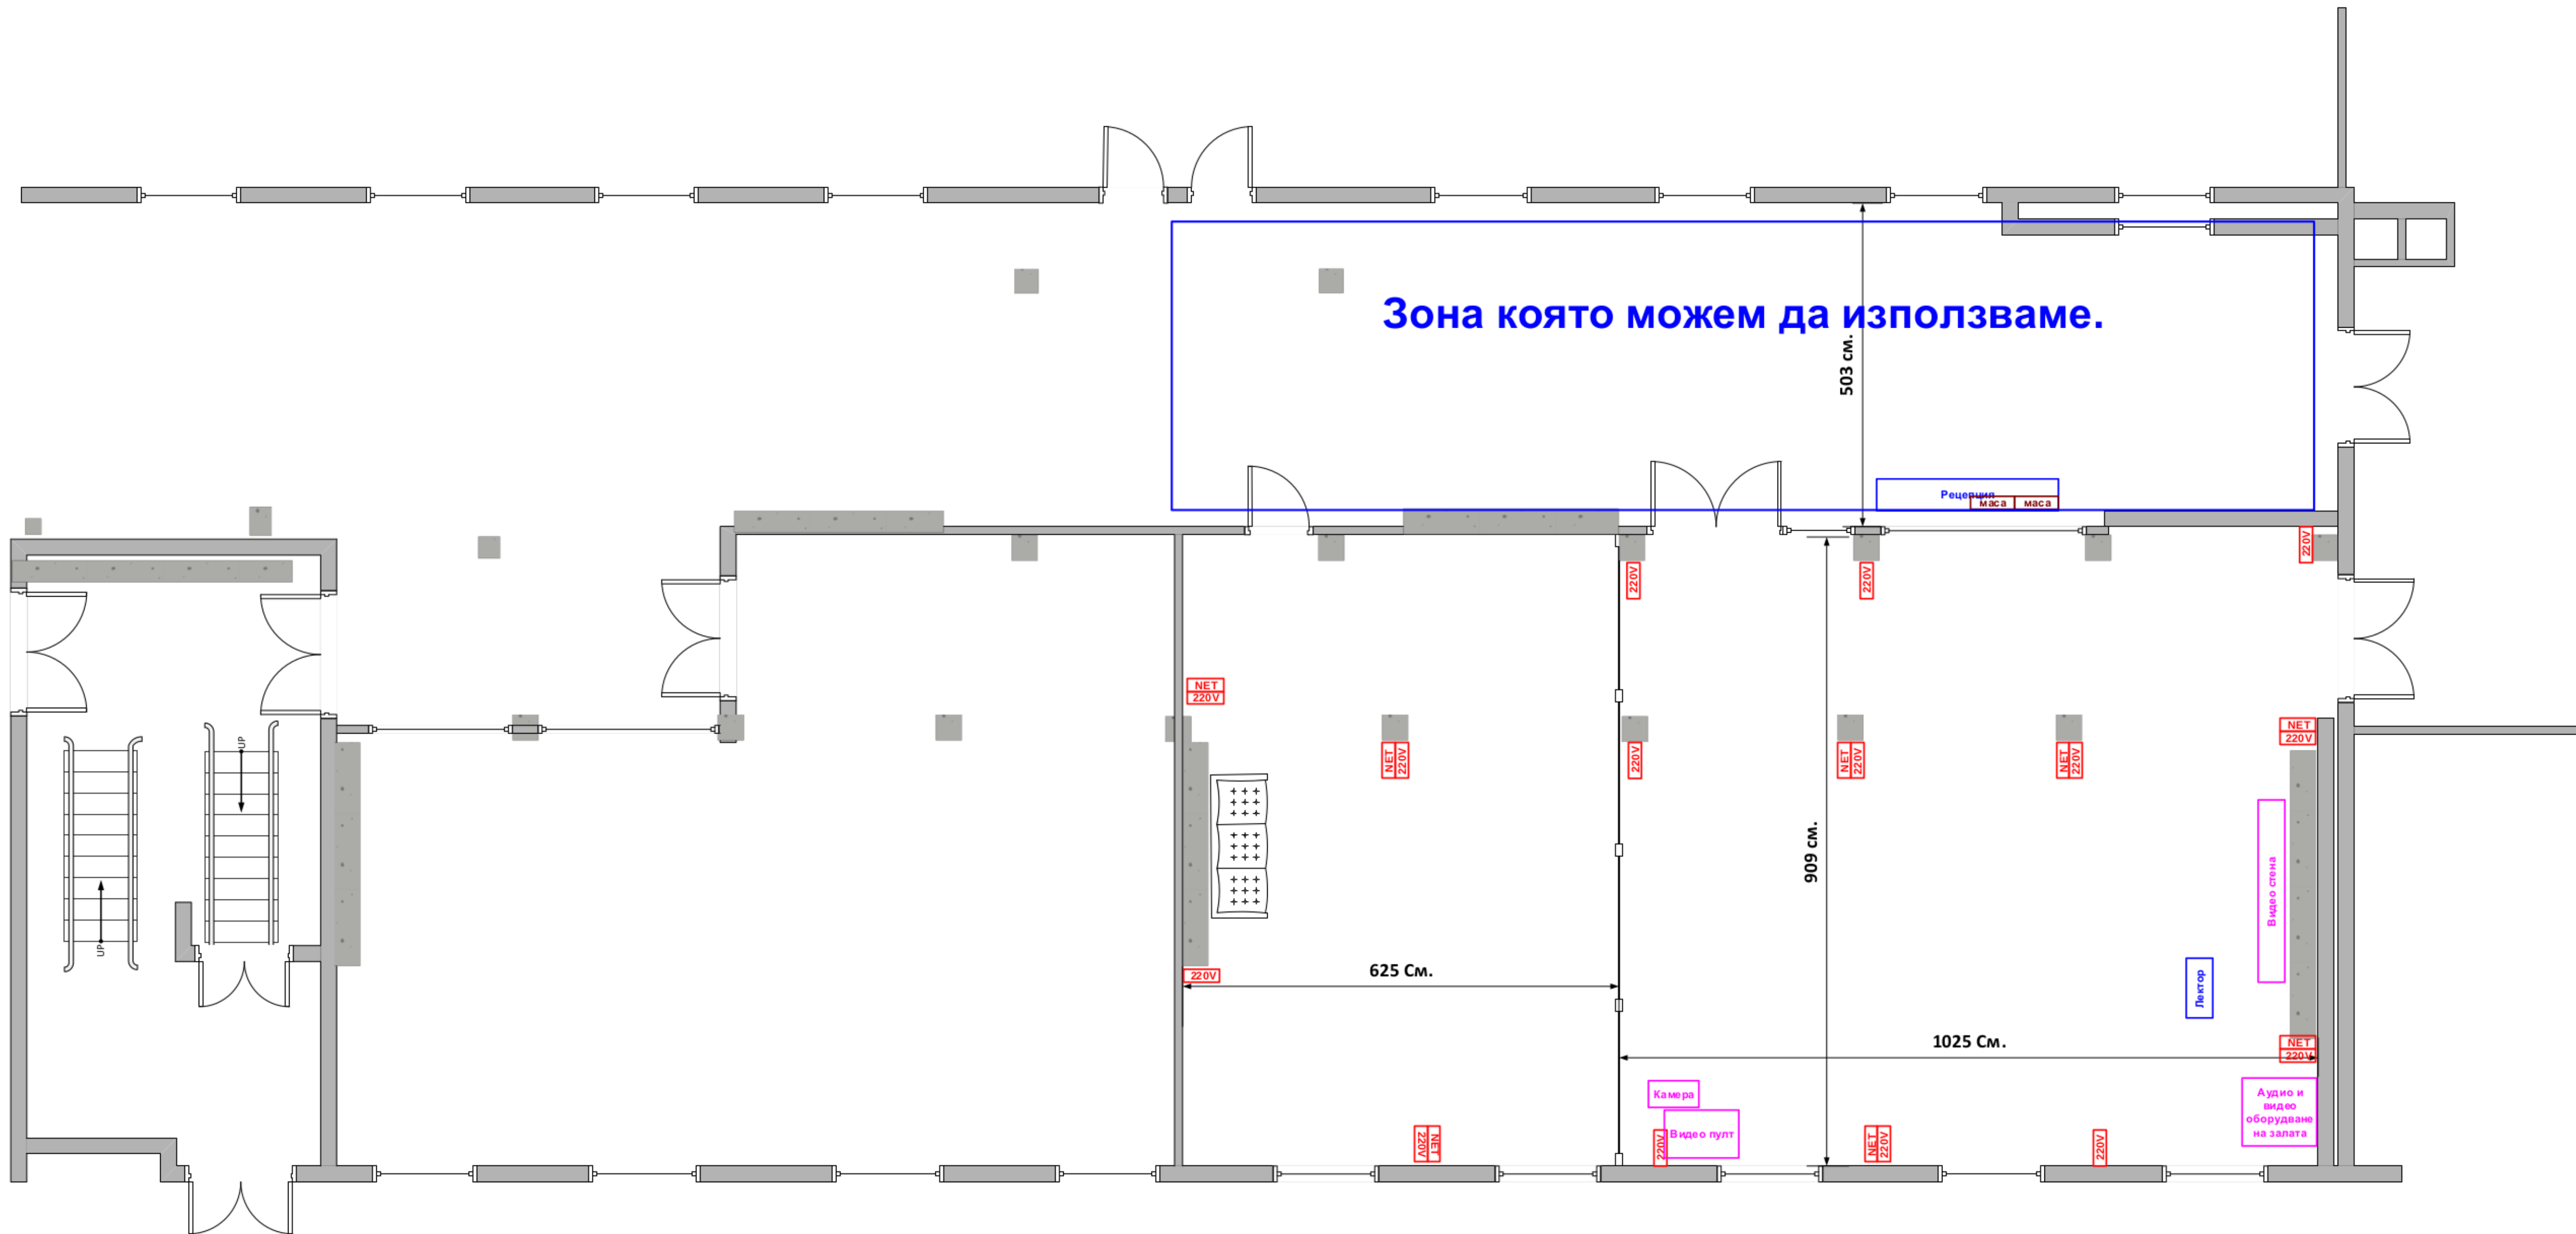 Зона която можем да използваме.
503 см.
Рецепция
маса маса
220V
220V
220V
NET
220V
NET
220V
220V
NET
220V
NET
220V
NET
220V
UP
UP
909 см.
Видео стена
Лектор
220V
625 См.
1025 См.
NET
220V
Камера
Видео пулт
220V
Аудио и
видео
оборудване
на залата
NET
220V
NET
220V
220V